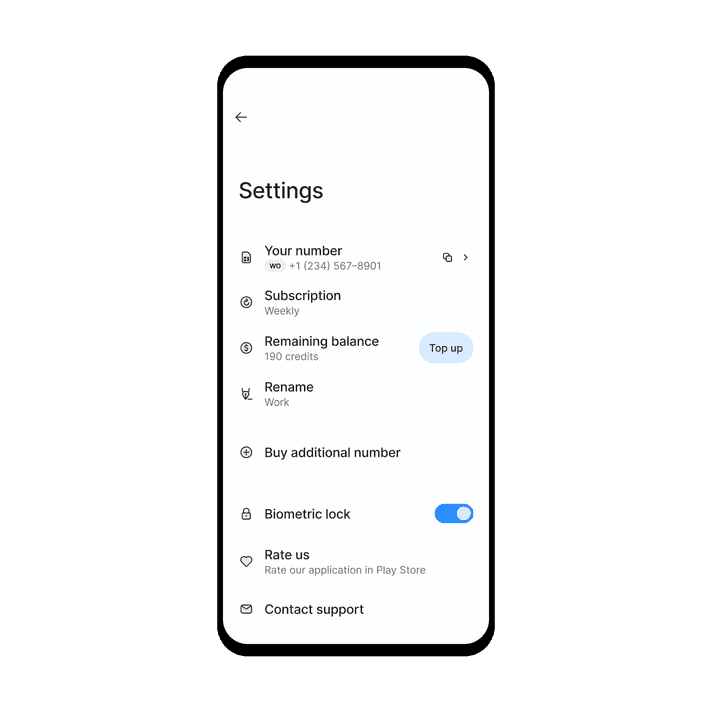 Settings
Your number
WO +1 (234) 567–8901
Subscription
Weekly
Remaining balance
190 credits
Top up
Rename
Work
Buy additional number
Biometric lock
Rate us
Rate our application in Play Store
Contact support